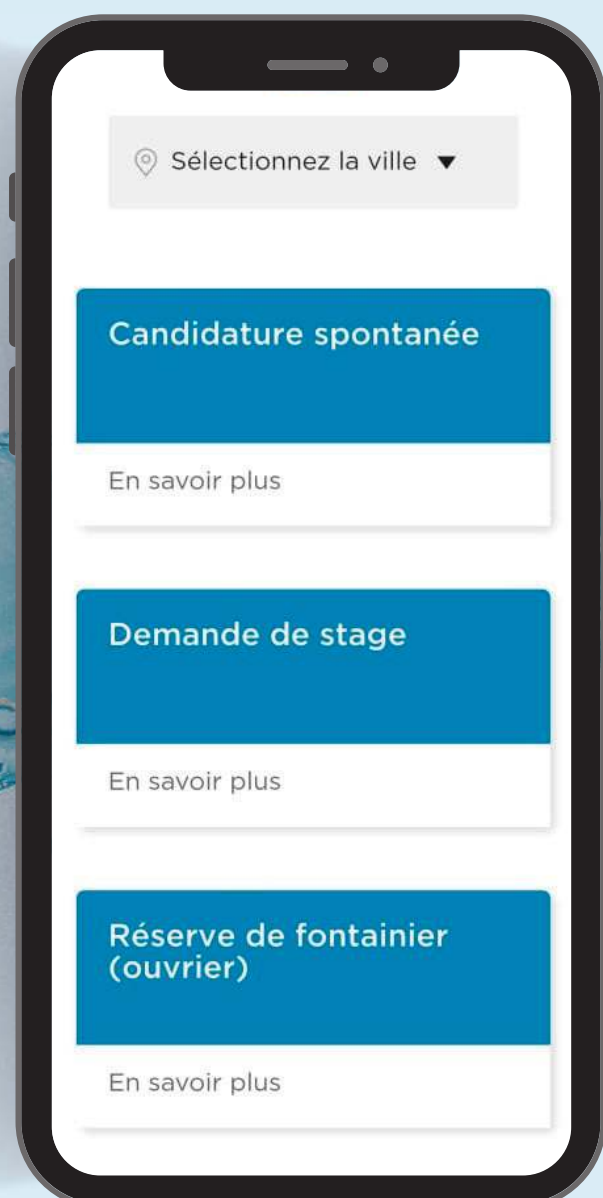 Sélectionnez la ville
Candidature spontanée
En savoir plus
Demande de stage
En savoir plus
Réserve de fontainier
(ouvrier)
En savoir plus